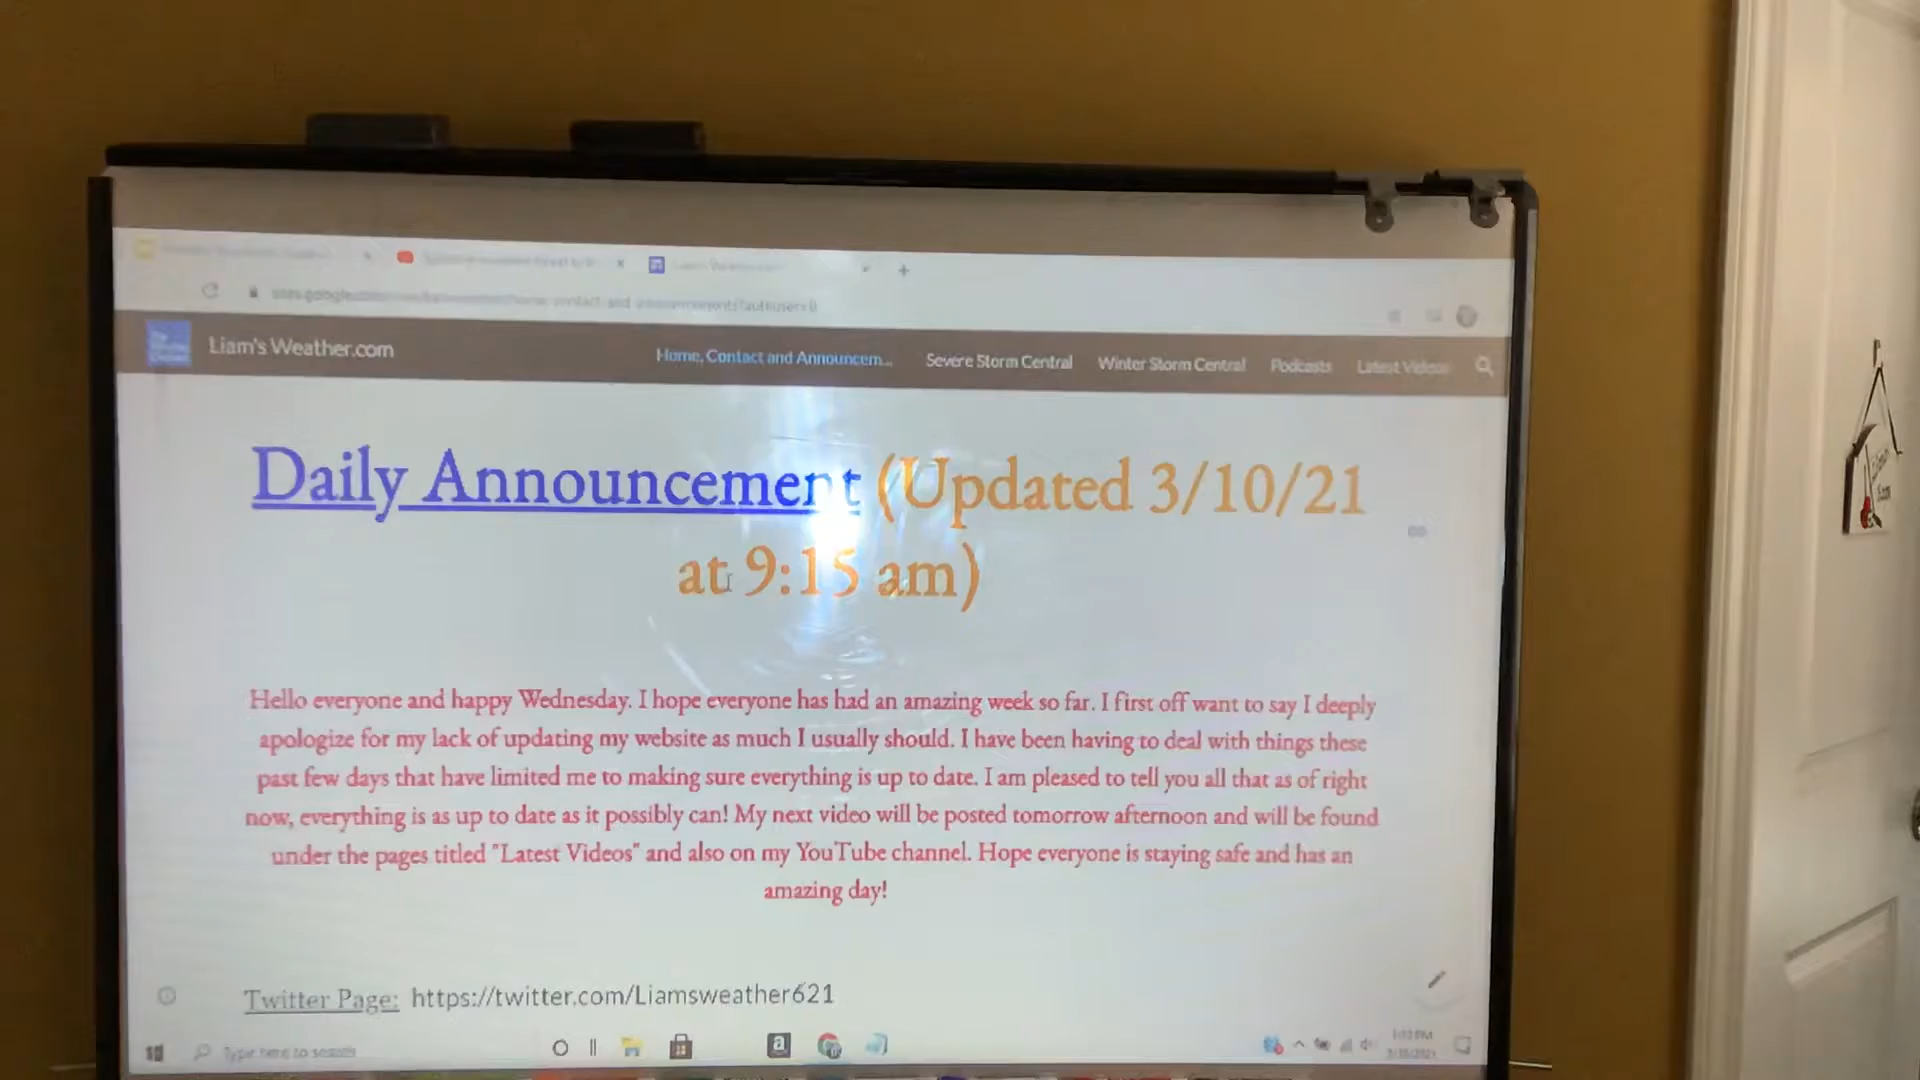 Liam's Weather.com
Home, Contact and Announcem... Severe Storm Central Winter Storm Central Podcasts Latest Videos
Daily Announcement (Updated 3/10/21
at 9:15 am)
Hello everyone and happy Wednesday. I hope everyone has had an amazing week so far. I first off want to say I deeply
apologize for my lack of updating my website as much I usually should. I have been having to deal with things these
past few days that have limited me to making sure everything is up to date. I am pleased to tell you all that as of right
now, everything is as up to date as it possibly can! My next video will be posted tomorrow afternoon and will be found
under the pages titled "Latest Videos" and also on my YouTube channel. Hope everyone is staying safe and has an
amazing day!
Twitter Page: https://twitter.com/Liamsweather621
Type here to search